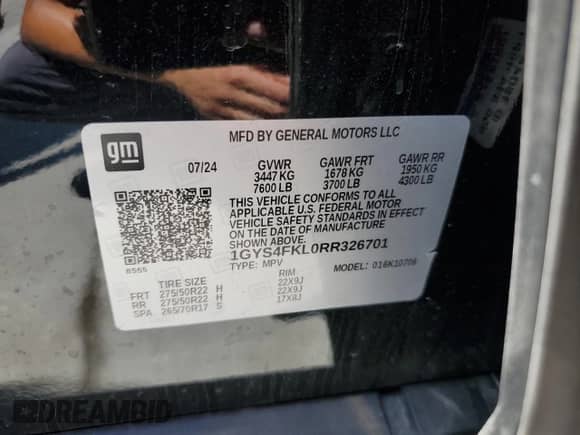 gm
MFD BY GENERAL MOTORS LLC
07/24 GVWR GAWR FRT GAWR RR
3447 KG 1678 KG 1950 KG
7600 LB 3700 LB 4300 LB
THIS VEHICLE CONFORMS TO ALL
APPLICABLE U.S. FEDERAL MOTOR
VEHICLE SAFETY STANDARDS IN EFFECT
ON THE DATE OF MANUFACTURE
SHOWN ABOVE.
1GYS4FKL0RR326701
TYPE: MPV MODEL: 016K10706
8555
TIRE SIZE RIM
FRT 275/50R22 H 22X9J
RR 275/50R22 H 22X9J
SPA 265/70R17 S 17X8J
DREAMBID